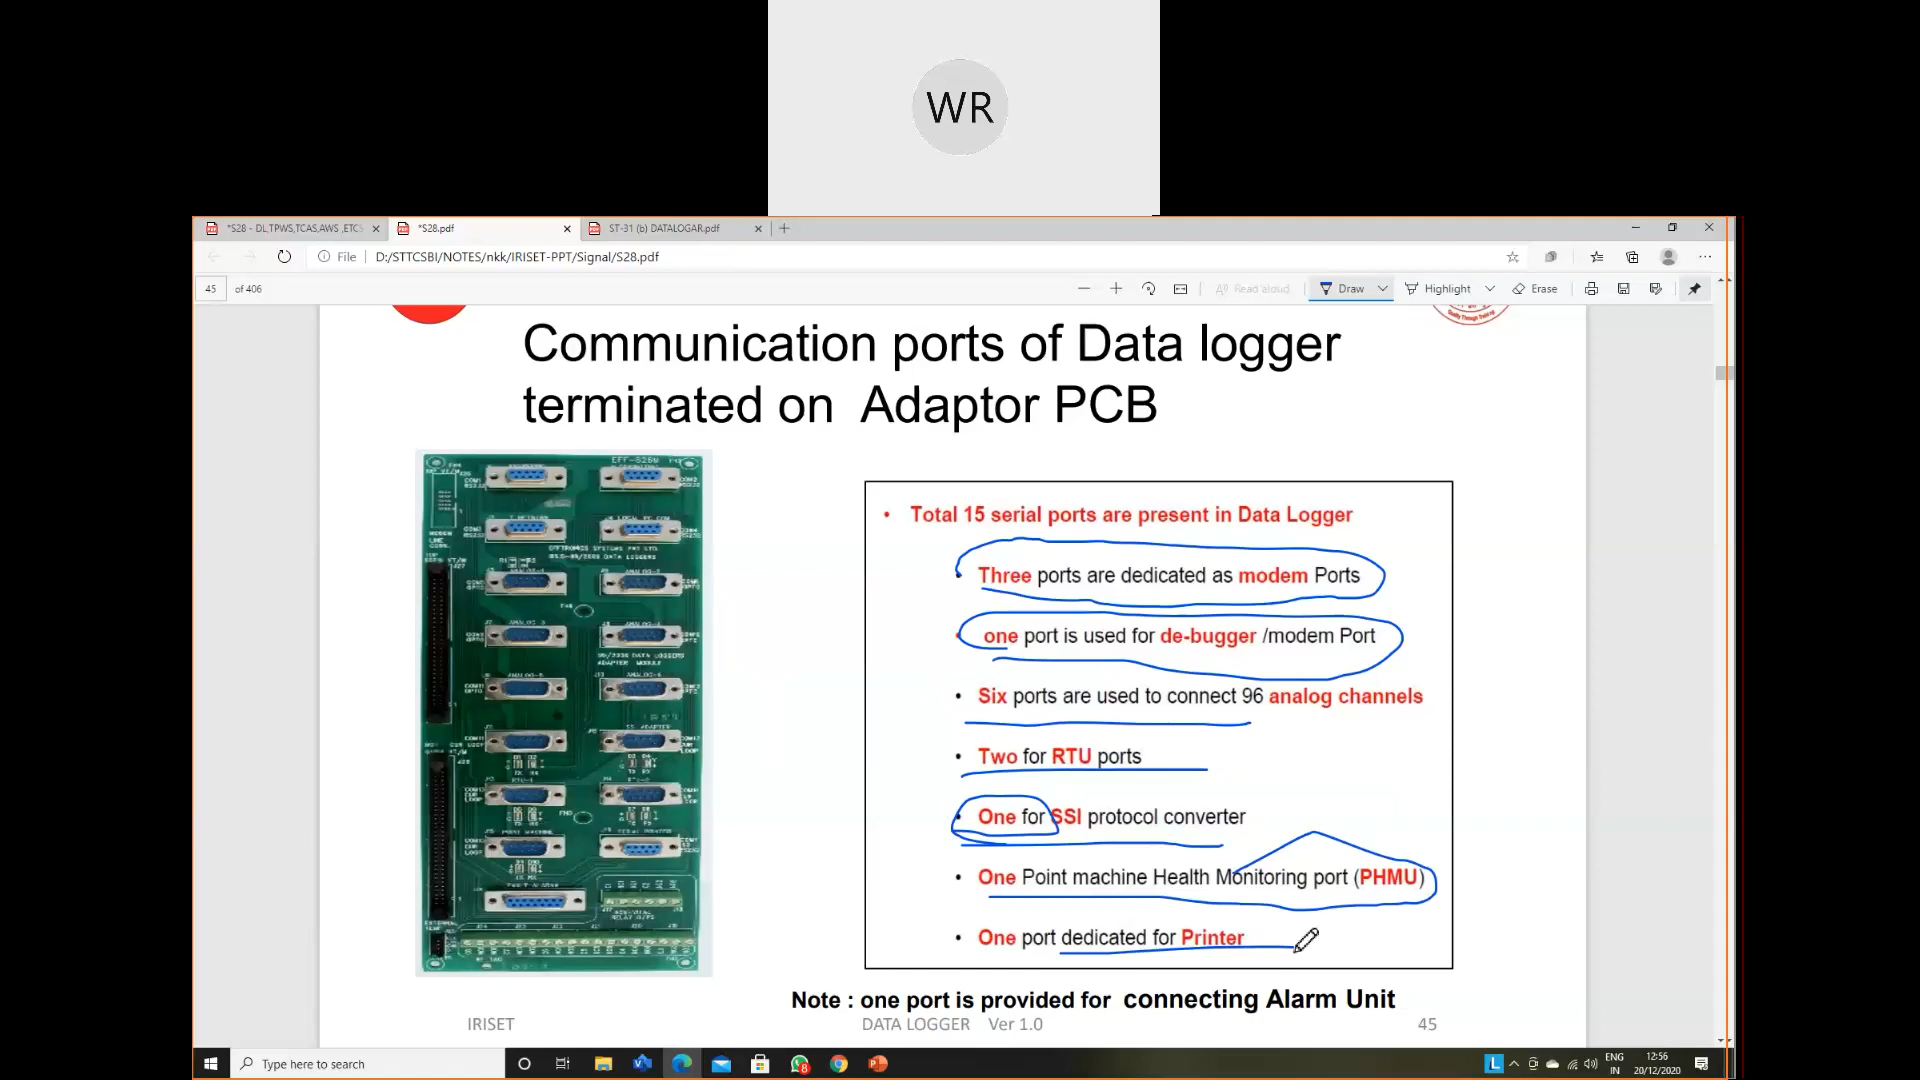 WR
*S28 - DL,TPWS,TCAS,AWS ,ETCS
*S28.pdf
ST-31 (b) DATALOGAR.pdf
File
D:/STTCSBI/NOTES/nkk/IRISET-PPT/Signal/S28.pdf
45 of 406
Read aloud
Draw
Highlight
Erase
Communication ports of Data logger
terminated on Adaptor PCB
• Total 15 serial ports are present in Data Logger
• Three ports are dedicated as modem Ports
• one port is used for de-bugger /modem Port
• Six ports are used to connect 96 analog channels
• Two for RTU ports
• One for SSI protocol converter
• One Point machine Health Monitoring port (PHMU)
• One port dedicated for Printer
Note : one port is provided for connecting Alarm Unit
IRISET
DATA LOGGER Ver 1.0
45
Type here to search
8
L
ENG
IN
12:56
20/12/2020